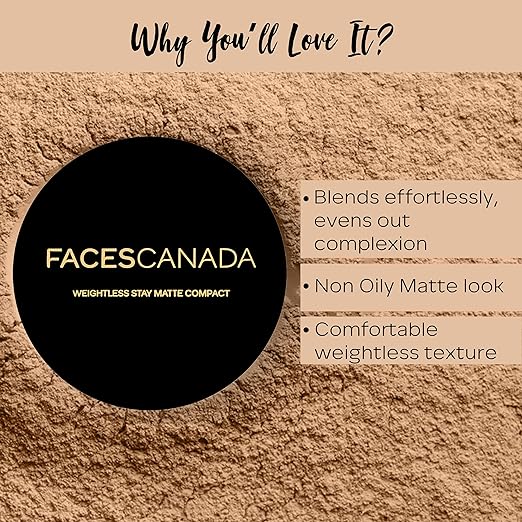 Why You'll Love It?
FACESCANADA
WEIGHTLESS STAY MATTE COMPACT
• Blends effortlessly,
evens out
complexion
• Non Oily Matte look
• Comfortable
weightless texture